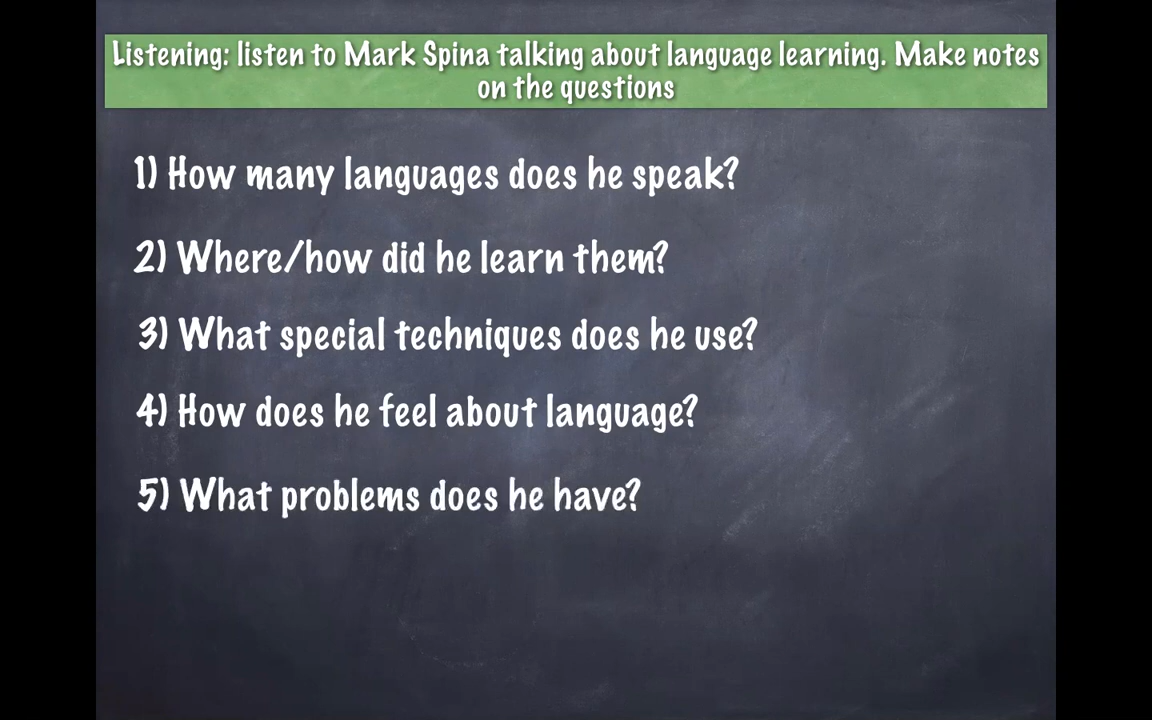 Listening: listen to Mark Spina talking about language learning. Make notes
on the questions
1) How many languages does he speak?
2) Where/how did he learn them?
3) What special techniques does he use?
4) How does he feel about language?
5) What problems does he have?